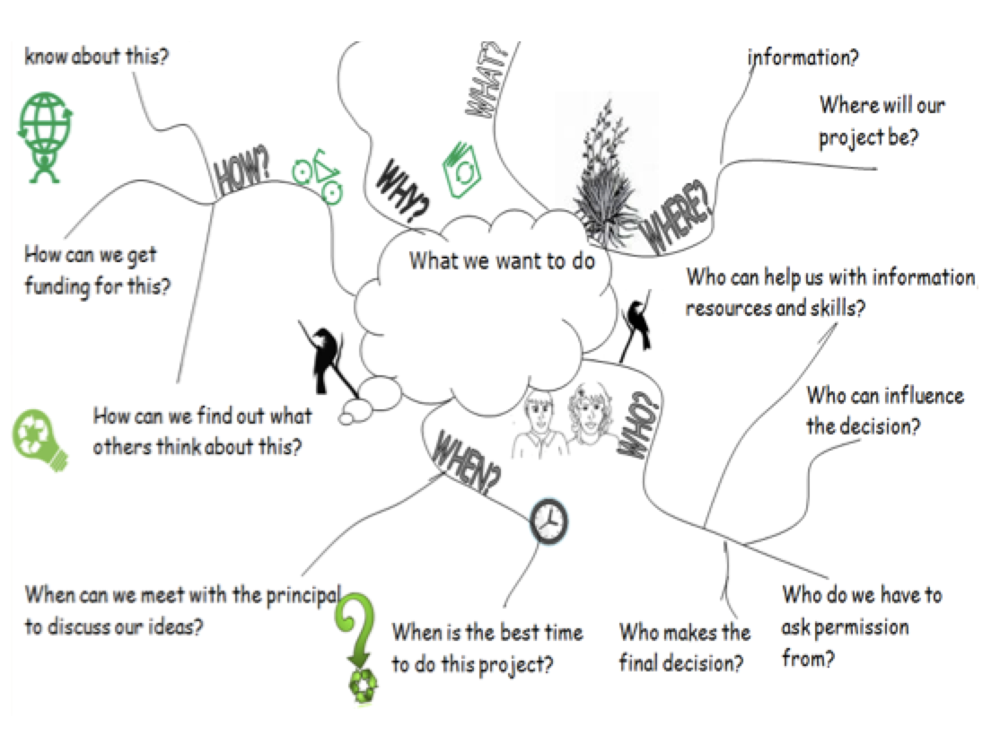 know about this?
WHAT?
information?
Where will our
project be?
HOW?
WHY?
WHERE?
How can we get
funding for this?
What we want to do
Who can help us with information
resources and skills?
Who can influence
the decision?
How can we find out what
others think about this?
WHO?
WHEN?
When can we meet with the principal
to discuss our ideas?
When is the best time
to do this project?
Who makes the
final decision?
Who do we have to
ask permission
from?